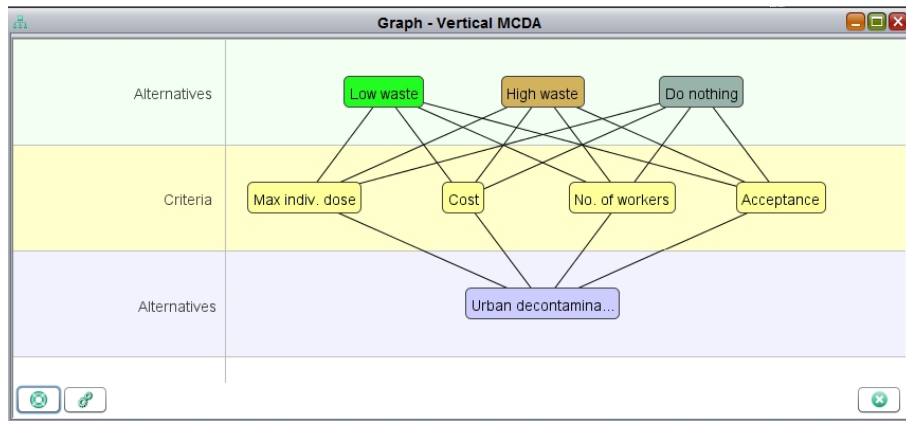 Graph - Vertical MCDA
Alternatives
Low waste
High waste
Do nothing
Criteria
Max indiv. dose
Cost
No. of workers
Acceptance
Alternatives
Urban decontamina...